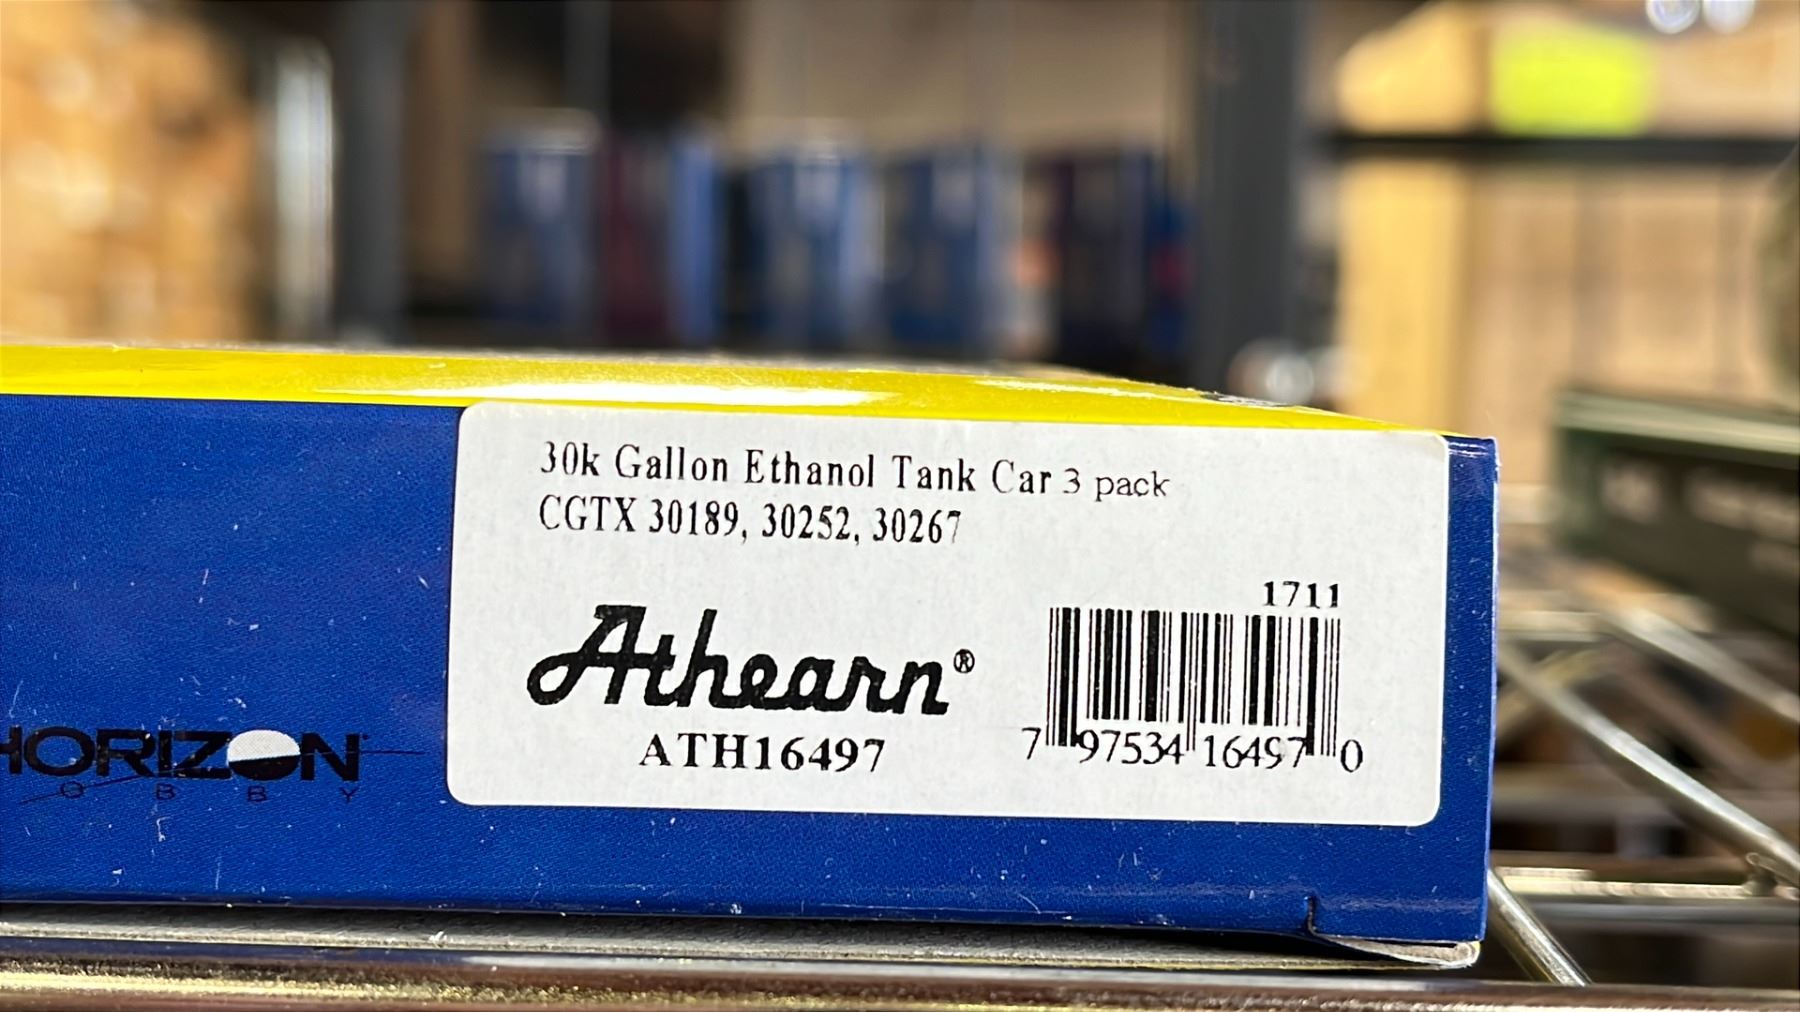 30k Gallon Ethanol Tank Car 3 pack
CGTX 30189, 30252, 30267
1711
Athearn®
ATH16497
7 97534 16497 0
HORIZON
HOBBY